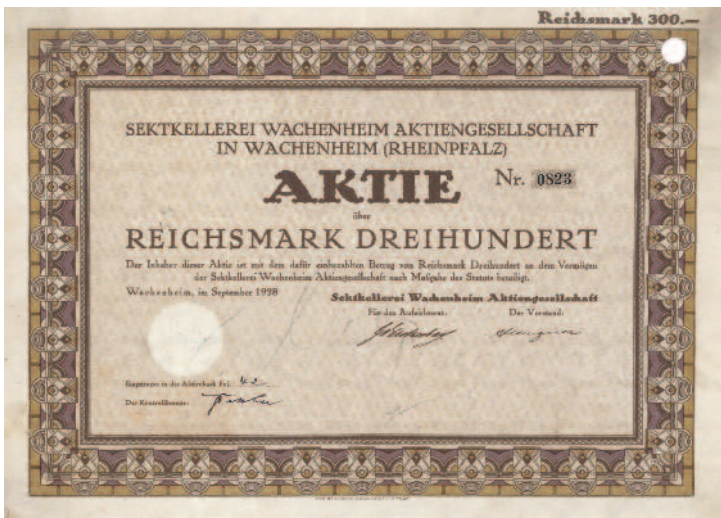 Reichsmark 300.—
SEKTKELLEREI WACHENHEIM AKTIENGESELLSCHAFT
IN WACHENHEIM (RHEINPFALZ)
AKTIE
Nr. 0823
über
REICHSMARK DREIHUNDERT
Der Inhaber dieser Aktie ist mit dem dafür einbezahlten Betrag von Reichsmark Dreihundert an dem Vermögen
der Sektkellerei Wachenheim Aktiengesellschaft nach Maßgabe des Statuts beteiligt.
Wachenheim, im September 1928
Sektkellerei Wachenheim Aktiengesellschaft
Für den Aufsichtsrat:
Der Vorstand:
Eingetragen in die Aktienbuch Fol. 42
Der Kontrollbeamte: